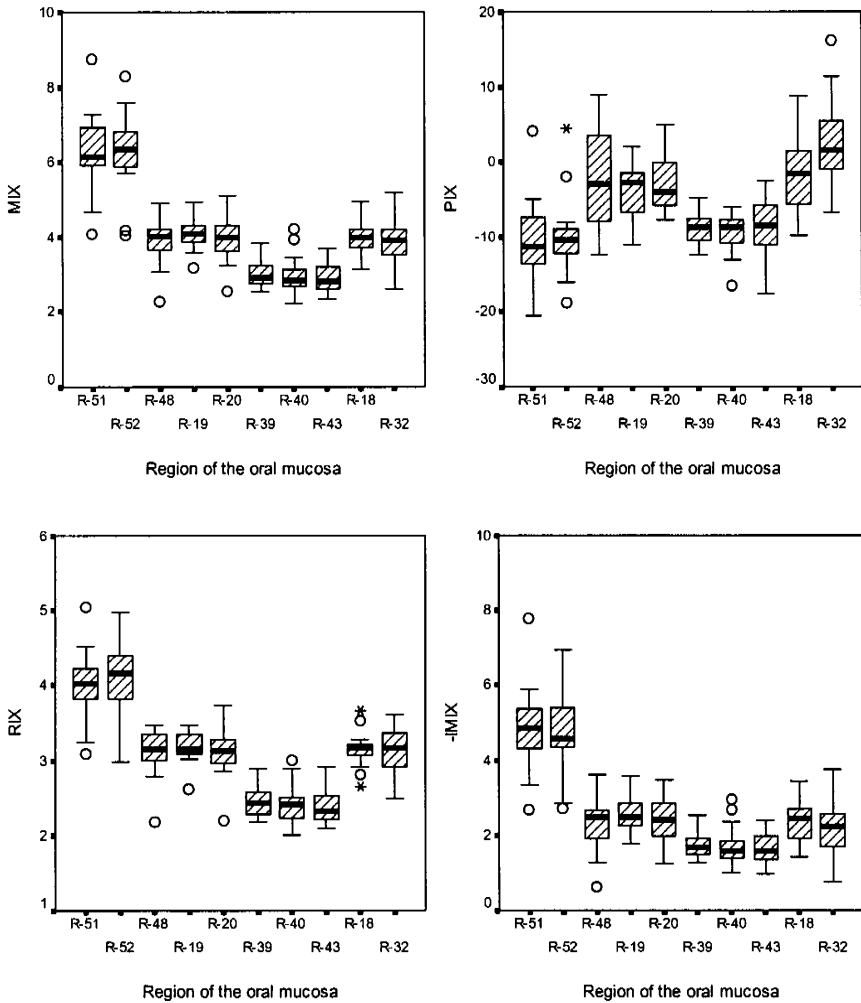 10
8
6
4
2
0
MIX
R-51 R-48 R-20 R-40 R-18
R-52 R-19 R-39 R-43 R-32
Region of the oral mucosa
20
10
-0
-10
-20
-30
PIX
R-51 R-48 R-20 R-40 R-18
R-52 R-19 R-39 R-43 R-32
Region of the oral mucosa
6
5
4
3
2
1
RIX
R-51 R-48 R-20 R-40 R-18
R-52 R-19 R-39 R-43 R-32
Region of the oral mucosa
10
8
6
4
2
0
-IMIX
R-51 R-48 R-20 R-40 R-18
R-52 R-19 R-39 R-43 R-32
Region of the oral mucosa